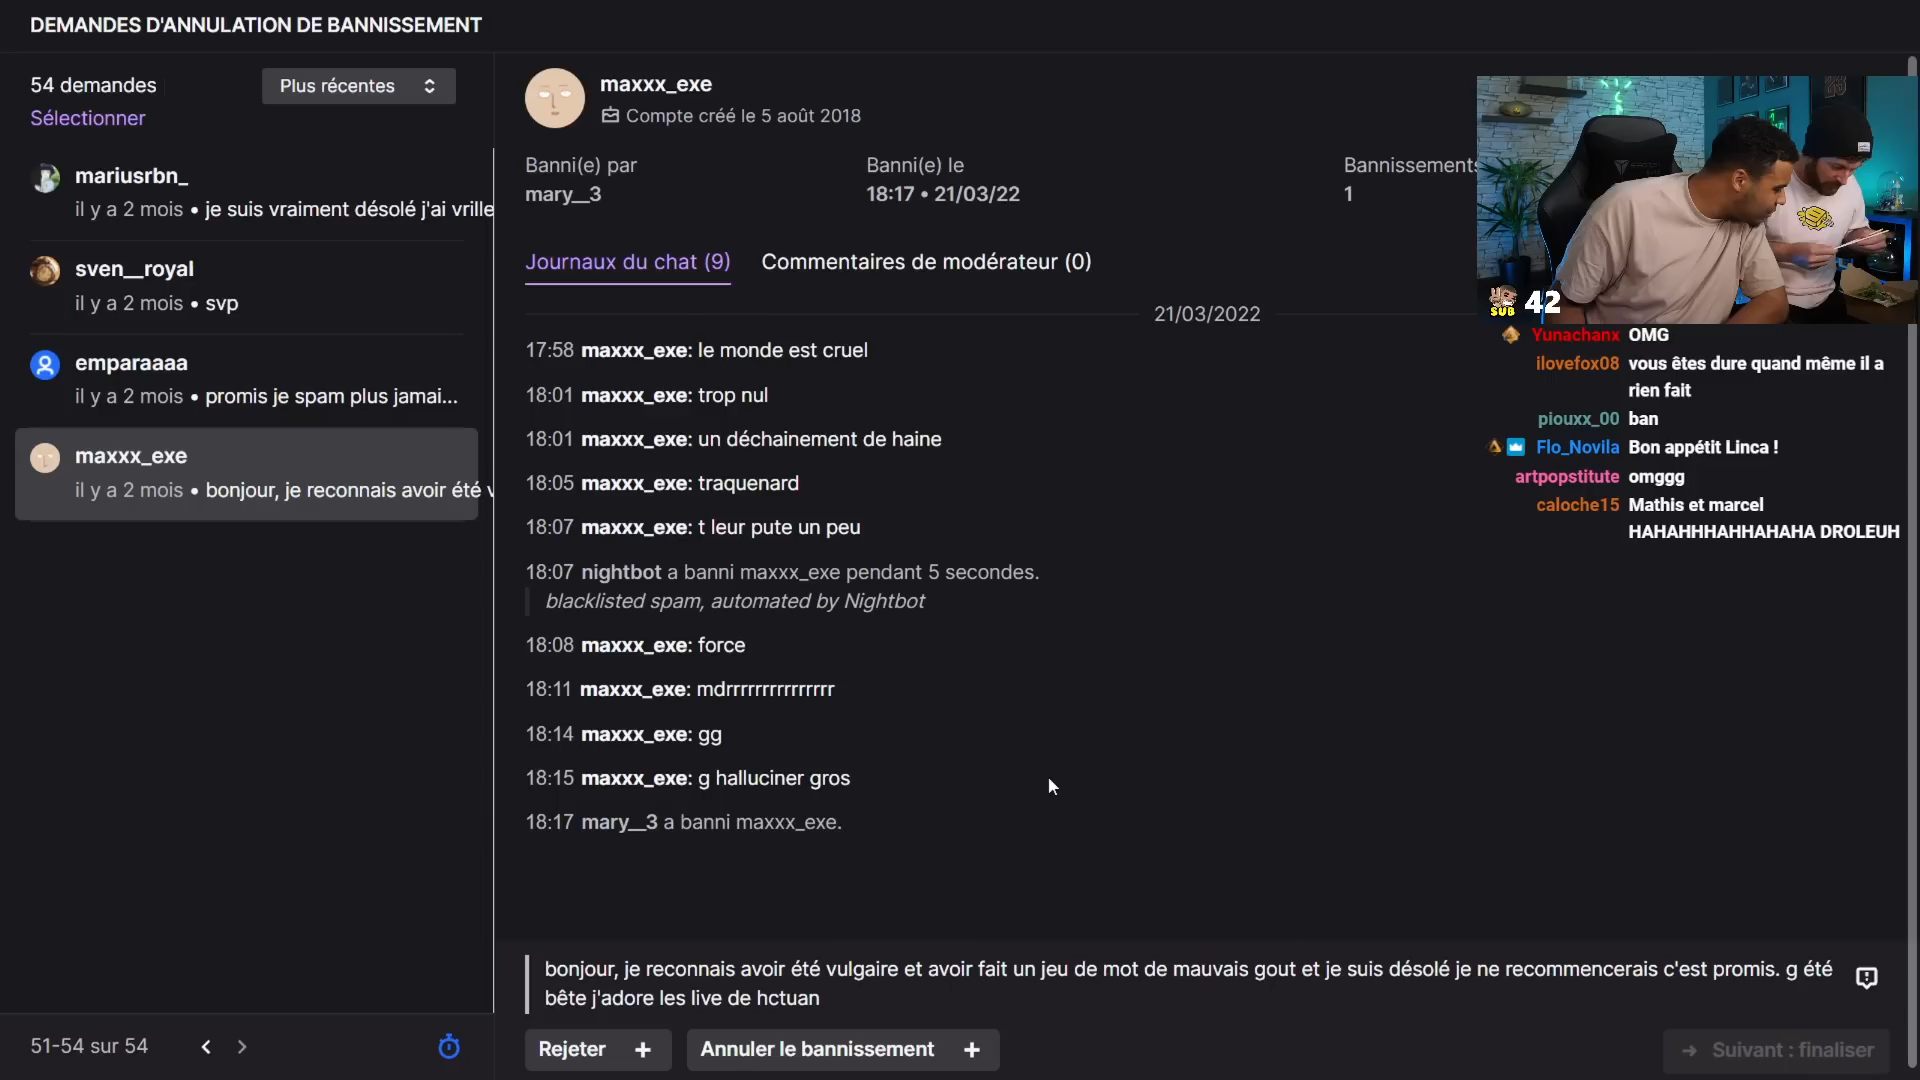 DEMANDES D'ANNULATION DE BANNISSEMENT
54 demandes
Plus récentes
Sélectionner
mariusrbn_
il y a 2 mois • je suis vraiment désolé j'ai vrille
sven__royal
il y a 2 mois • svp
emparaaaa
il y a 2 mois • promis je spam plus jamai...
maxxx_exe
il y a 2 mois • bonjour, je reconnais avoir été v
51-54 sur 54
maxxx_exe
Compte créé le 5 août 2018
Banni(e) par
mary__3
Banni(e) le
18:17 • 21/03/22
Bannissements
1
Journaux du chat (9)
Commentaires de modérateur (0)
21/03/2022
17:58 maxxx_exe: le monde est cruel
18:01 maxxx_exe: trop nul
18:01 maxxx_exe: un déchainement de haine
18:05 maxxx_exe: traquenard
18:07 maxxx_exe: t leur pute un peu
18:07 nightbot a banni maxxx_exe pendant 5 secondes.
blacklisted spam, automated by Nightbot
18:08 maxxx_exe: force
18:11 maxxx_exe: mdrrrrrrrrrrrrrrr
18:14 maxxx_exe: gg
18:15 maxxx_exe: g halluciner gros
18:17 mary__3 a banni maxxx_exe.
bonjour, je reconnais avoir été vulgaire et avoir fait un jeu de mot de mauvais gout et je suis désolé je ne recommencerais c'est promis. g été
bête j'adore les live de hctuan
Rejeter +
Annuler le bannissement +
Suivant : finaliser
SUB 42
Yunachanx OMG
ilovefox08 vous êtes dure quand même il a
rien fait
piouxx_00 ban
Flo_Novila Bon appétit Linca !
artpopstitute omggg
caloche15 Mathis et marcel
HAHAHHHAHHAHAHA DROLEUH